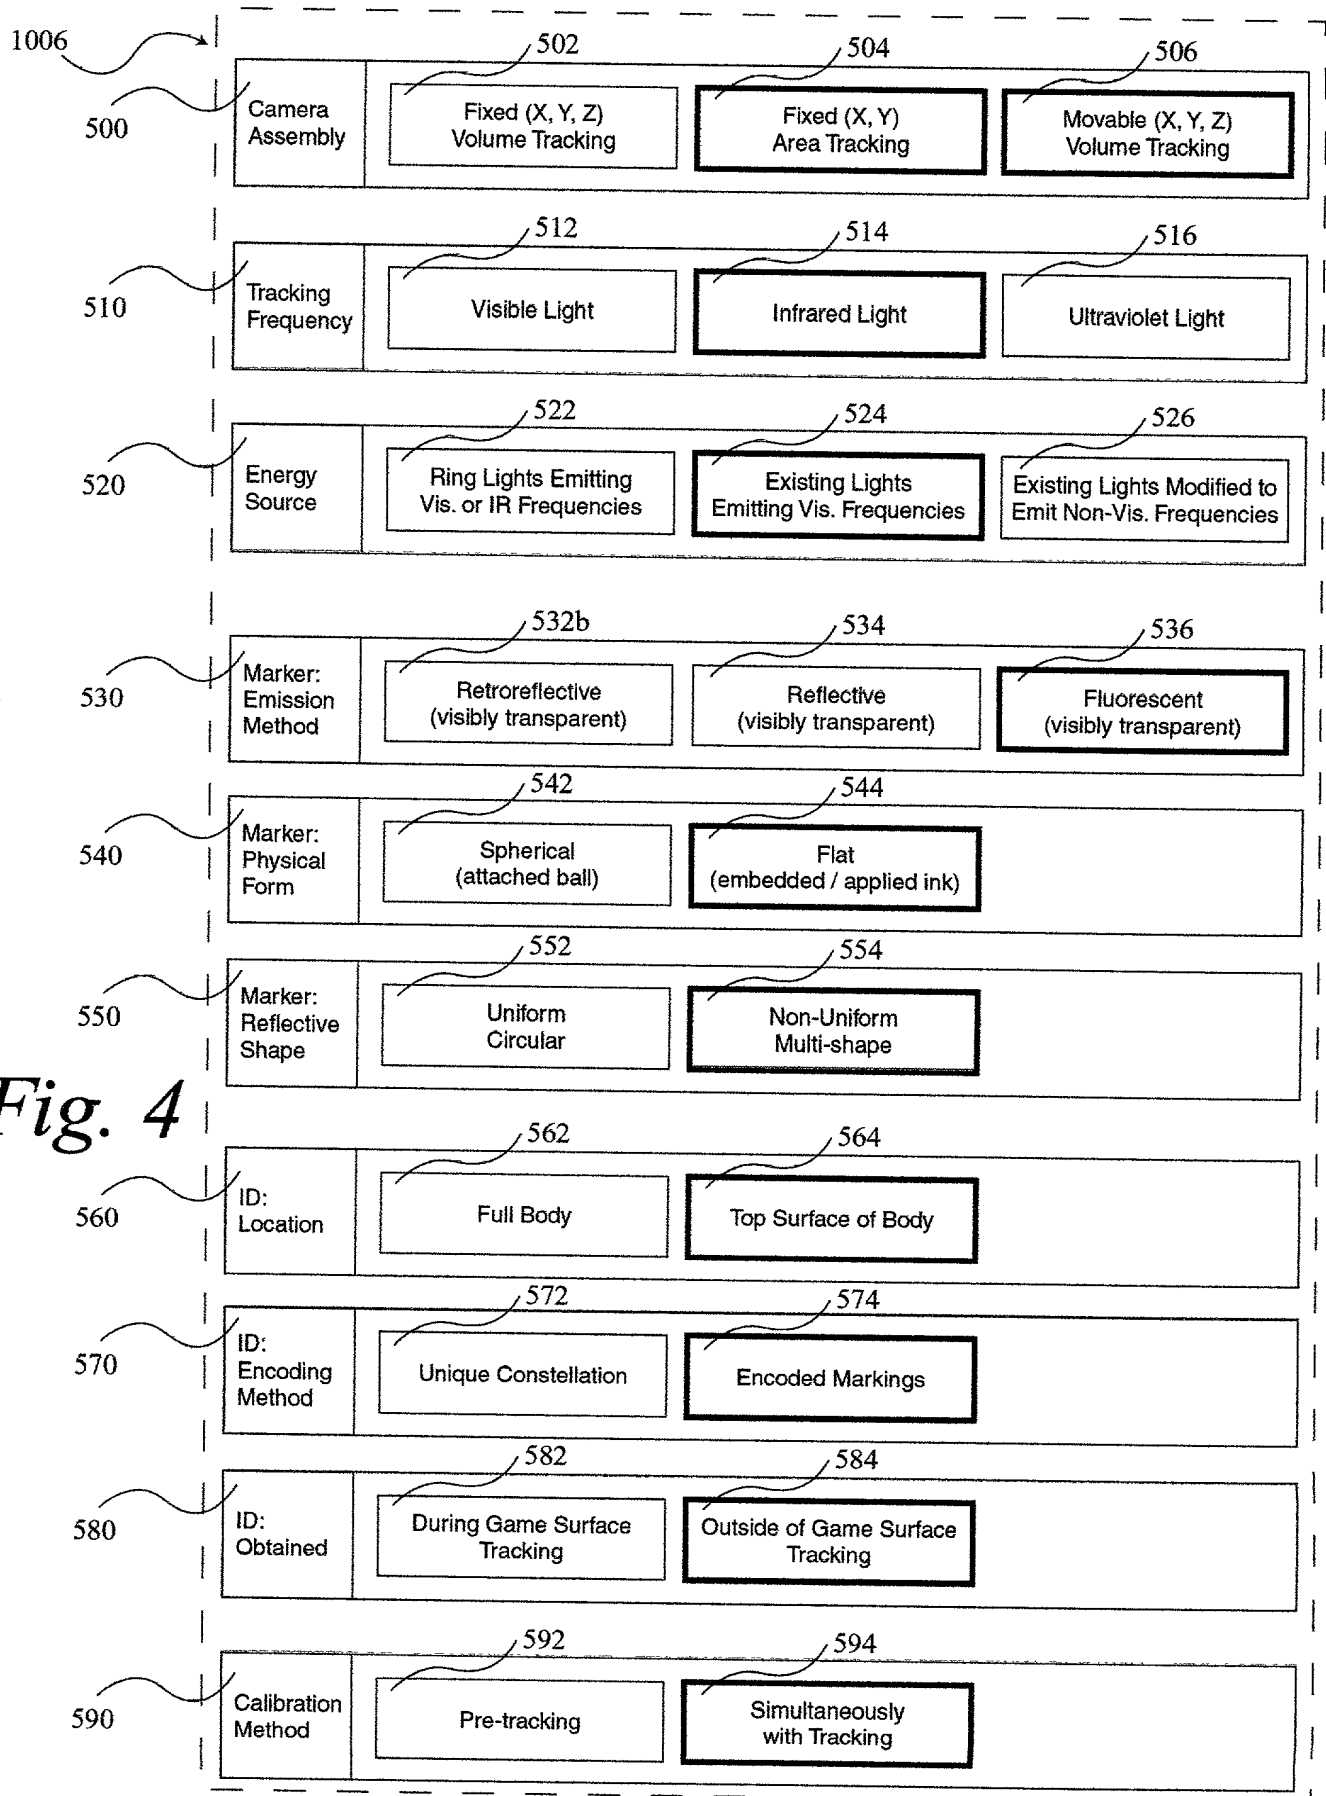 1006
502
504
506
500
Camera
Assembly
Fixed (X, Y, Z)
Volume Tracking
Fixed (X, Y)
Area Tracking
Movable (X, Y, Z)
Volume Tracking
512
514
516
510
Tracking
Frequency
Visible Light
Infrared Light
Ultraviolet Light
522
524
526
520
Energy
Source
Ring Lights Emitting
Vis. or IR Frequencies
Existing Lights
Emitting Vis. Frequencies
Existing Lights Modified to
Emit Non-Vis. Frequencies
532b
534
536
530
Marker:
Emission
Method
Retroreflective
(visibly transparent)
Reflective
(visibly transparent)
Fluorescent
(visibly transparent)
542
544
540
Marker:
Physical
Form
Spherical
(attached ball)
Flat
(embedded / applied ink)
552
554
550
Marker:
Reflective
Shape
Uniform
Circular
Non-Uniform
Multi-shape
Fig. 4
562
564
560
ID:
Location
Full Body
Top Surface of Body
572
574
570
ID:
Encoding
Method
Unique Constellation
Encoded Markings
582
584
580
ID:
Obtained
During Game Surface
Tracking
Outside of Game Surface
Tracking
592
594
590
Calibration
Method
Pre-tracking
Simultaneously
with Tracking